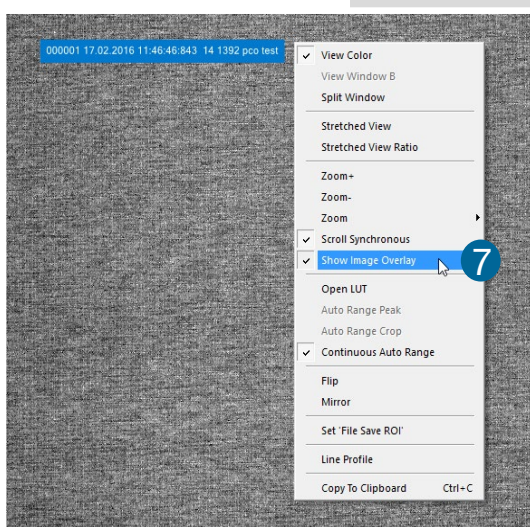 000001 17.02.2016 11:46:46:843  14 1392 pco test
View Color
View Window B
Split Window
Stretched View
Stretched View Ratio
Zoom+
Zoom-
Zoom
Scroll Synchronous
Show Image Overlay
7
Open LUT
Auto Range Peak
Auto Range Crop
Continuous Auto Range
Flip
Mirror
Set 'File Save ROI'
Line Profile
Copy To Clipboard Ctrl+C